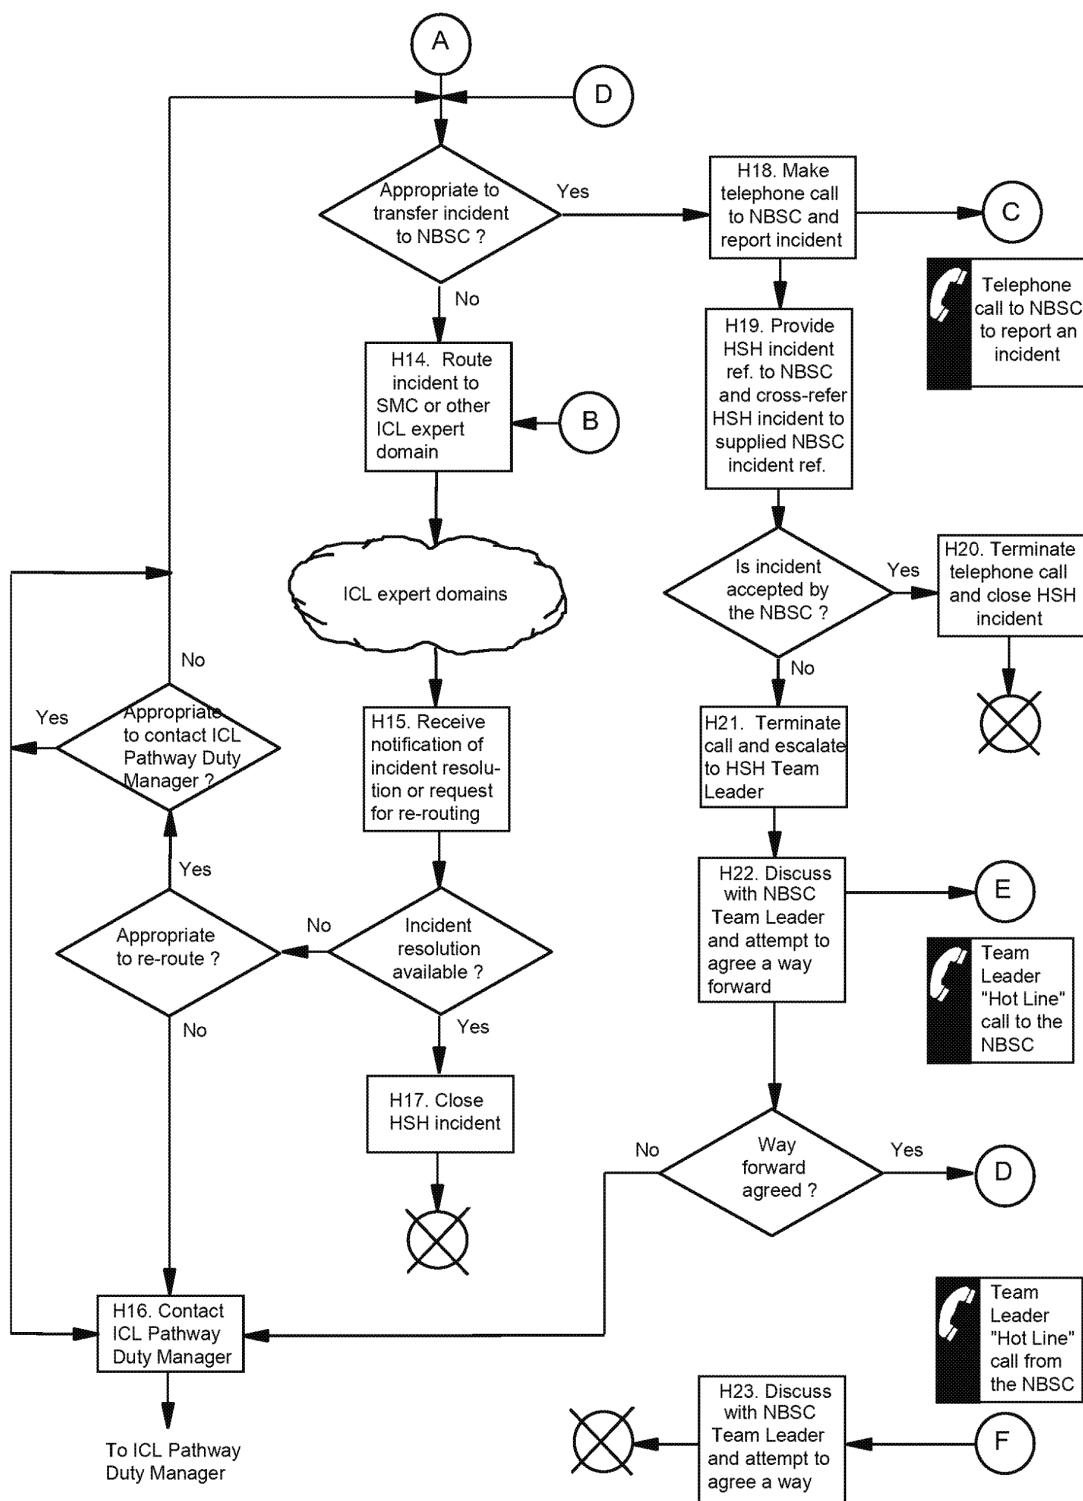 A
D
Appropriate to
transfer incident
to NBSC ?
Yes
No
H18. Make
telephone call
to NBSC and
report incident
C
Telephone
call to NBSC
to report an
incident
H19. Provide
HSH incident
ref. to NBSC
and cross-refer
HSH incident to
supplied NBSC
incident ref.
H14. Route
incident to
SMC or other
ICL expert
domain
B
ICL expert domains
Is incident
accepted by
the NBSC ?
Yes
No
H20. Terminate
telephone call
and close HSH
incident
No
Yes
Appropriate
to contact ICL
Pathway Duty
Manager ?
H15. Receive
notification of
incident resolu-
tion or request
for re-routing
H21. Terminate
call and escalate
to HSH Team
Leader
Yes
Appropriate
to re-route ?
No
No
Incident
resolution
available ?
Yes
H22. Discuss
with NBSC
Team Leader
and attempt to
agree a way
forward
E
Team
Leader
"Hot Line"
call to the
NBSC
H17. Close
HSH incident
No
Way
forward
agreed ?
Yes
D
H16. Contact
ICL Pathway
Duty Manager
Team
Leader
"Hot Line"
call from
the NBSC
To ICL Pathway
Duty Manager
H23. Discuss
with NBSC
Team Leader
and attempt to
agree a way
F